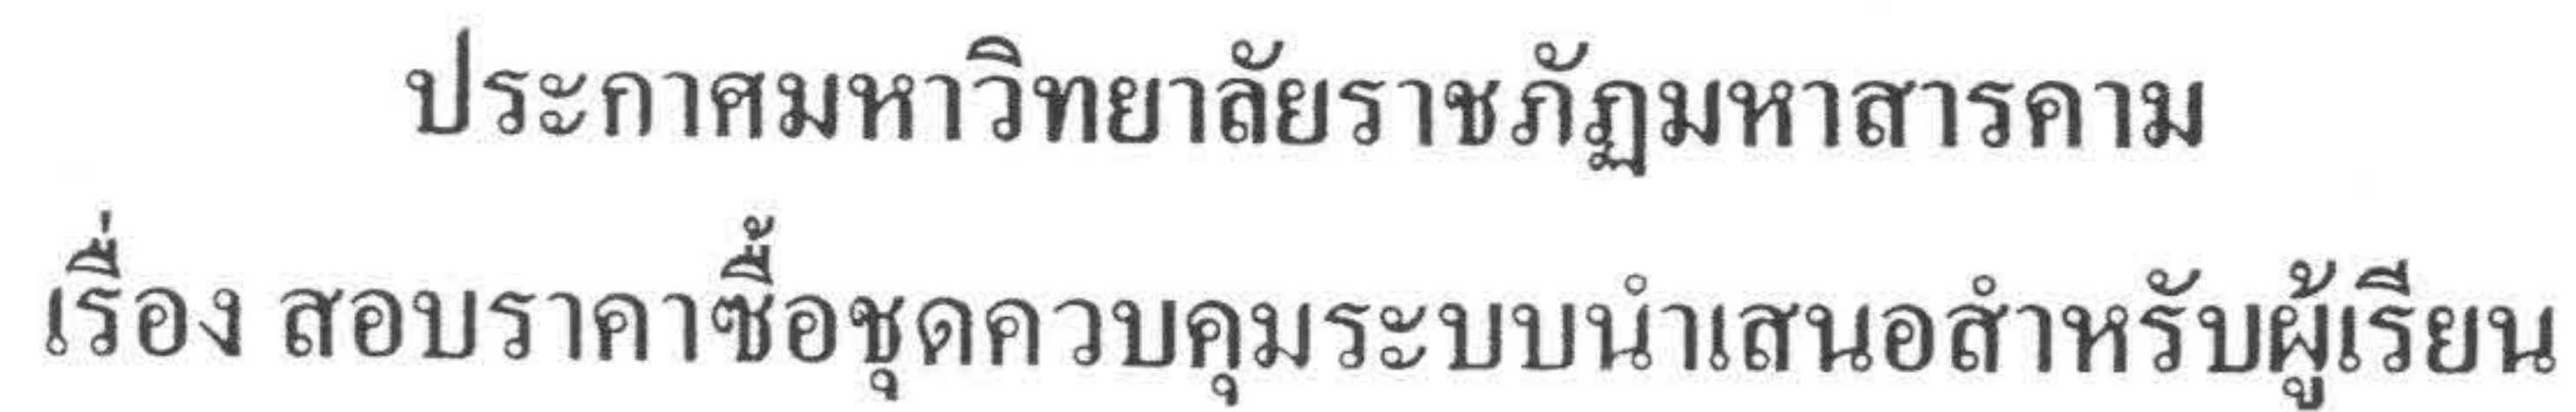 ประกาศมหาวิทยาลัยราชภัฏมหาสารคาม
เรื่อง สอบราคาซื้อชุดควบคุมระบบนำเสนอสำหรับผู้เรียน